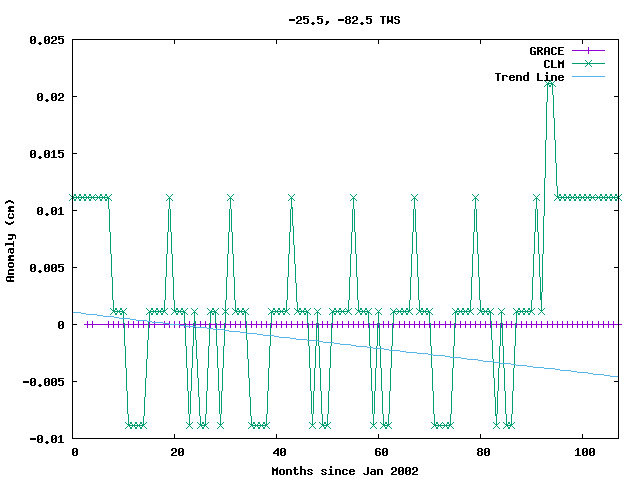 -25.5, -82.5 TWS
GRACE
CLM
Trend Line
0.025
0.02
0.015
0.01
0.005
0
-0.005
-0.01
Anomaly (cm)
0 20 40 60 80 100
Months since Jan 2002